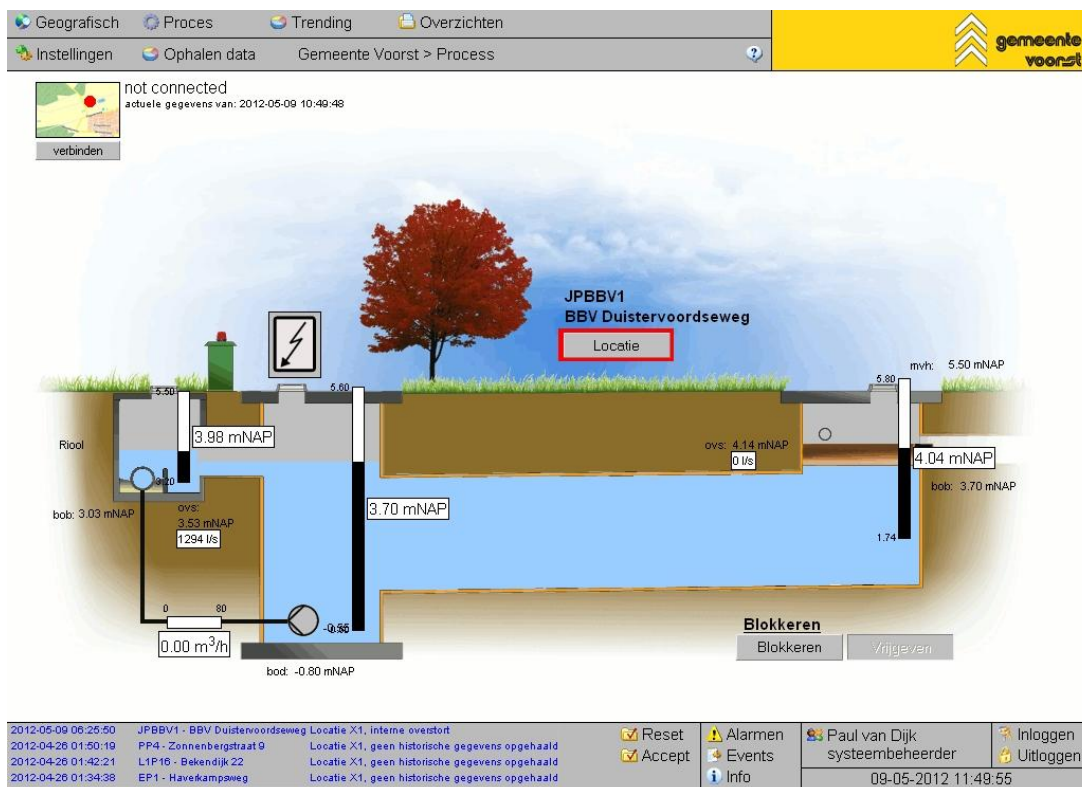 Geografisch Proces Trending Overzichten
Instellingen Ophalen data Gemeente Voorst > Process
gemeente
voorst
not connected
actuele gegevens van: 2012-05-09 10:49:48
verbinden
JPBBV1
BBV Duistervoordseweg
Locatie
mvh: 5.50 mNAP
5.50
5.60
5.80
Riool
3.98 mNAP
ovs: 4.14 mNAP
0 l/s
4.04 mNAP
3.20
bob: 3.70 mNAP
bob: 3.03 mNAP
ovs:
3.53 mNAP
1294 l/s
3.70 mNAP
1.74
0 80
0.00 m³/h
Blokkeren
Blokkeren Vrijgeven
bod: -0.80 mNAP
2012-05-09 06:25:50 JPBBV1 - BBV Duistervoordseweg Locatie X1, interne overstort
2012-04-26 01:50:19 PP4 - Zonnenbergstraat 9 Locatie X1, geen historische gegevens opgehaald
2012-04-26 01:42:21 L1P16 - Bekendijk 22 Locatie X1, geen historische gegevens opgehaald
2012-04-26 01:34:38 EP1 - Haverkampsweg Locatie X1, geen historische gegevens opgehaald
Reset
Accept
Alarmen
Events
Info
Paul van Dijk
systeembeheerder
Inloggen
Uitloggen
09-05-2012 11:49:55